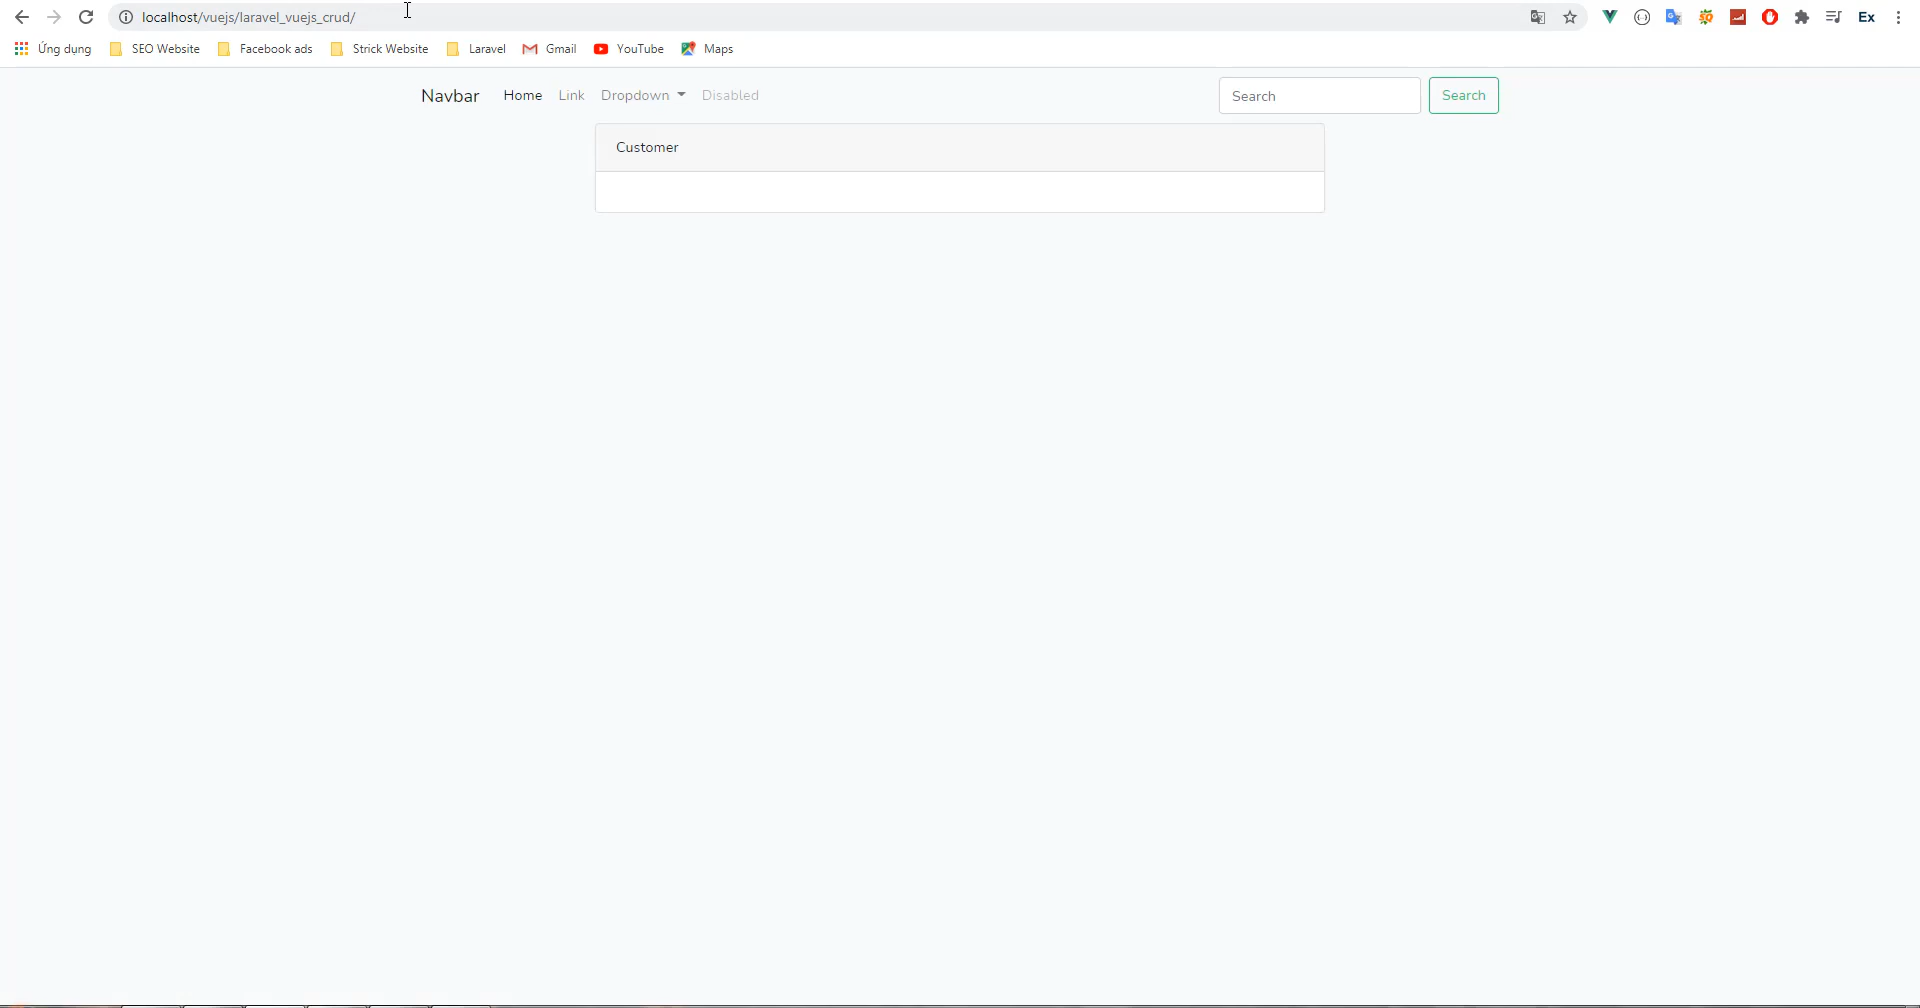 localhost/vuejs/laravel_vuejs_crud/
Ex
Ứng dụng SEO Website Facebook ads Strick Website Laravel Gmail YouTube Maps
Navbar Home Link Dropdown Disabled Search Search
Customer